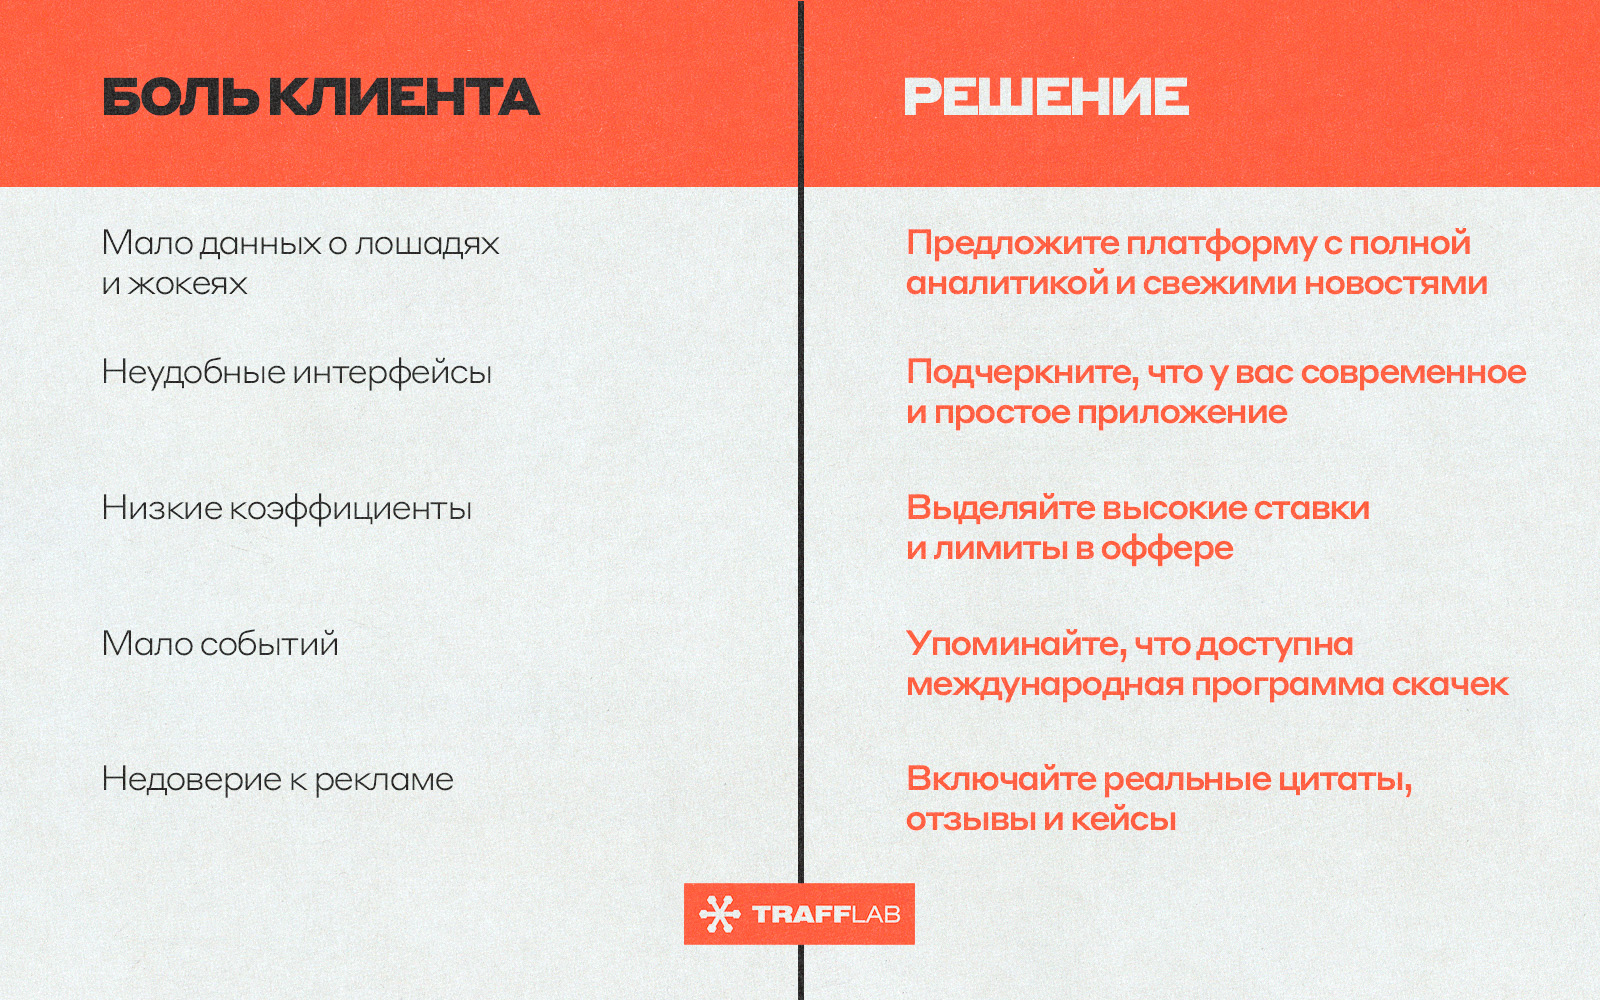 БОЛЬ КЛИЕНТА
РЕШЕНИЕ
Мало данных о лошадях
и жокеях
Предложите платформу с полной
аналитикой и свежими новостями
Неудобные интерфейсы
Подчеркните, что у вас современное
и простое приложение
Низкие коэффициенты
Выделяйте высокие ставки
и лимиты в оффере
Мало событий
Упоминайте, что доступна
международная программа скачек
Недоверие к рекламе
Включайте реальные цитаты,
отзывы и кейсы
TRAFFLAB